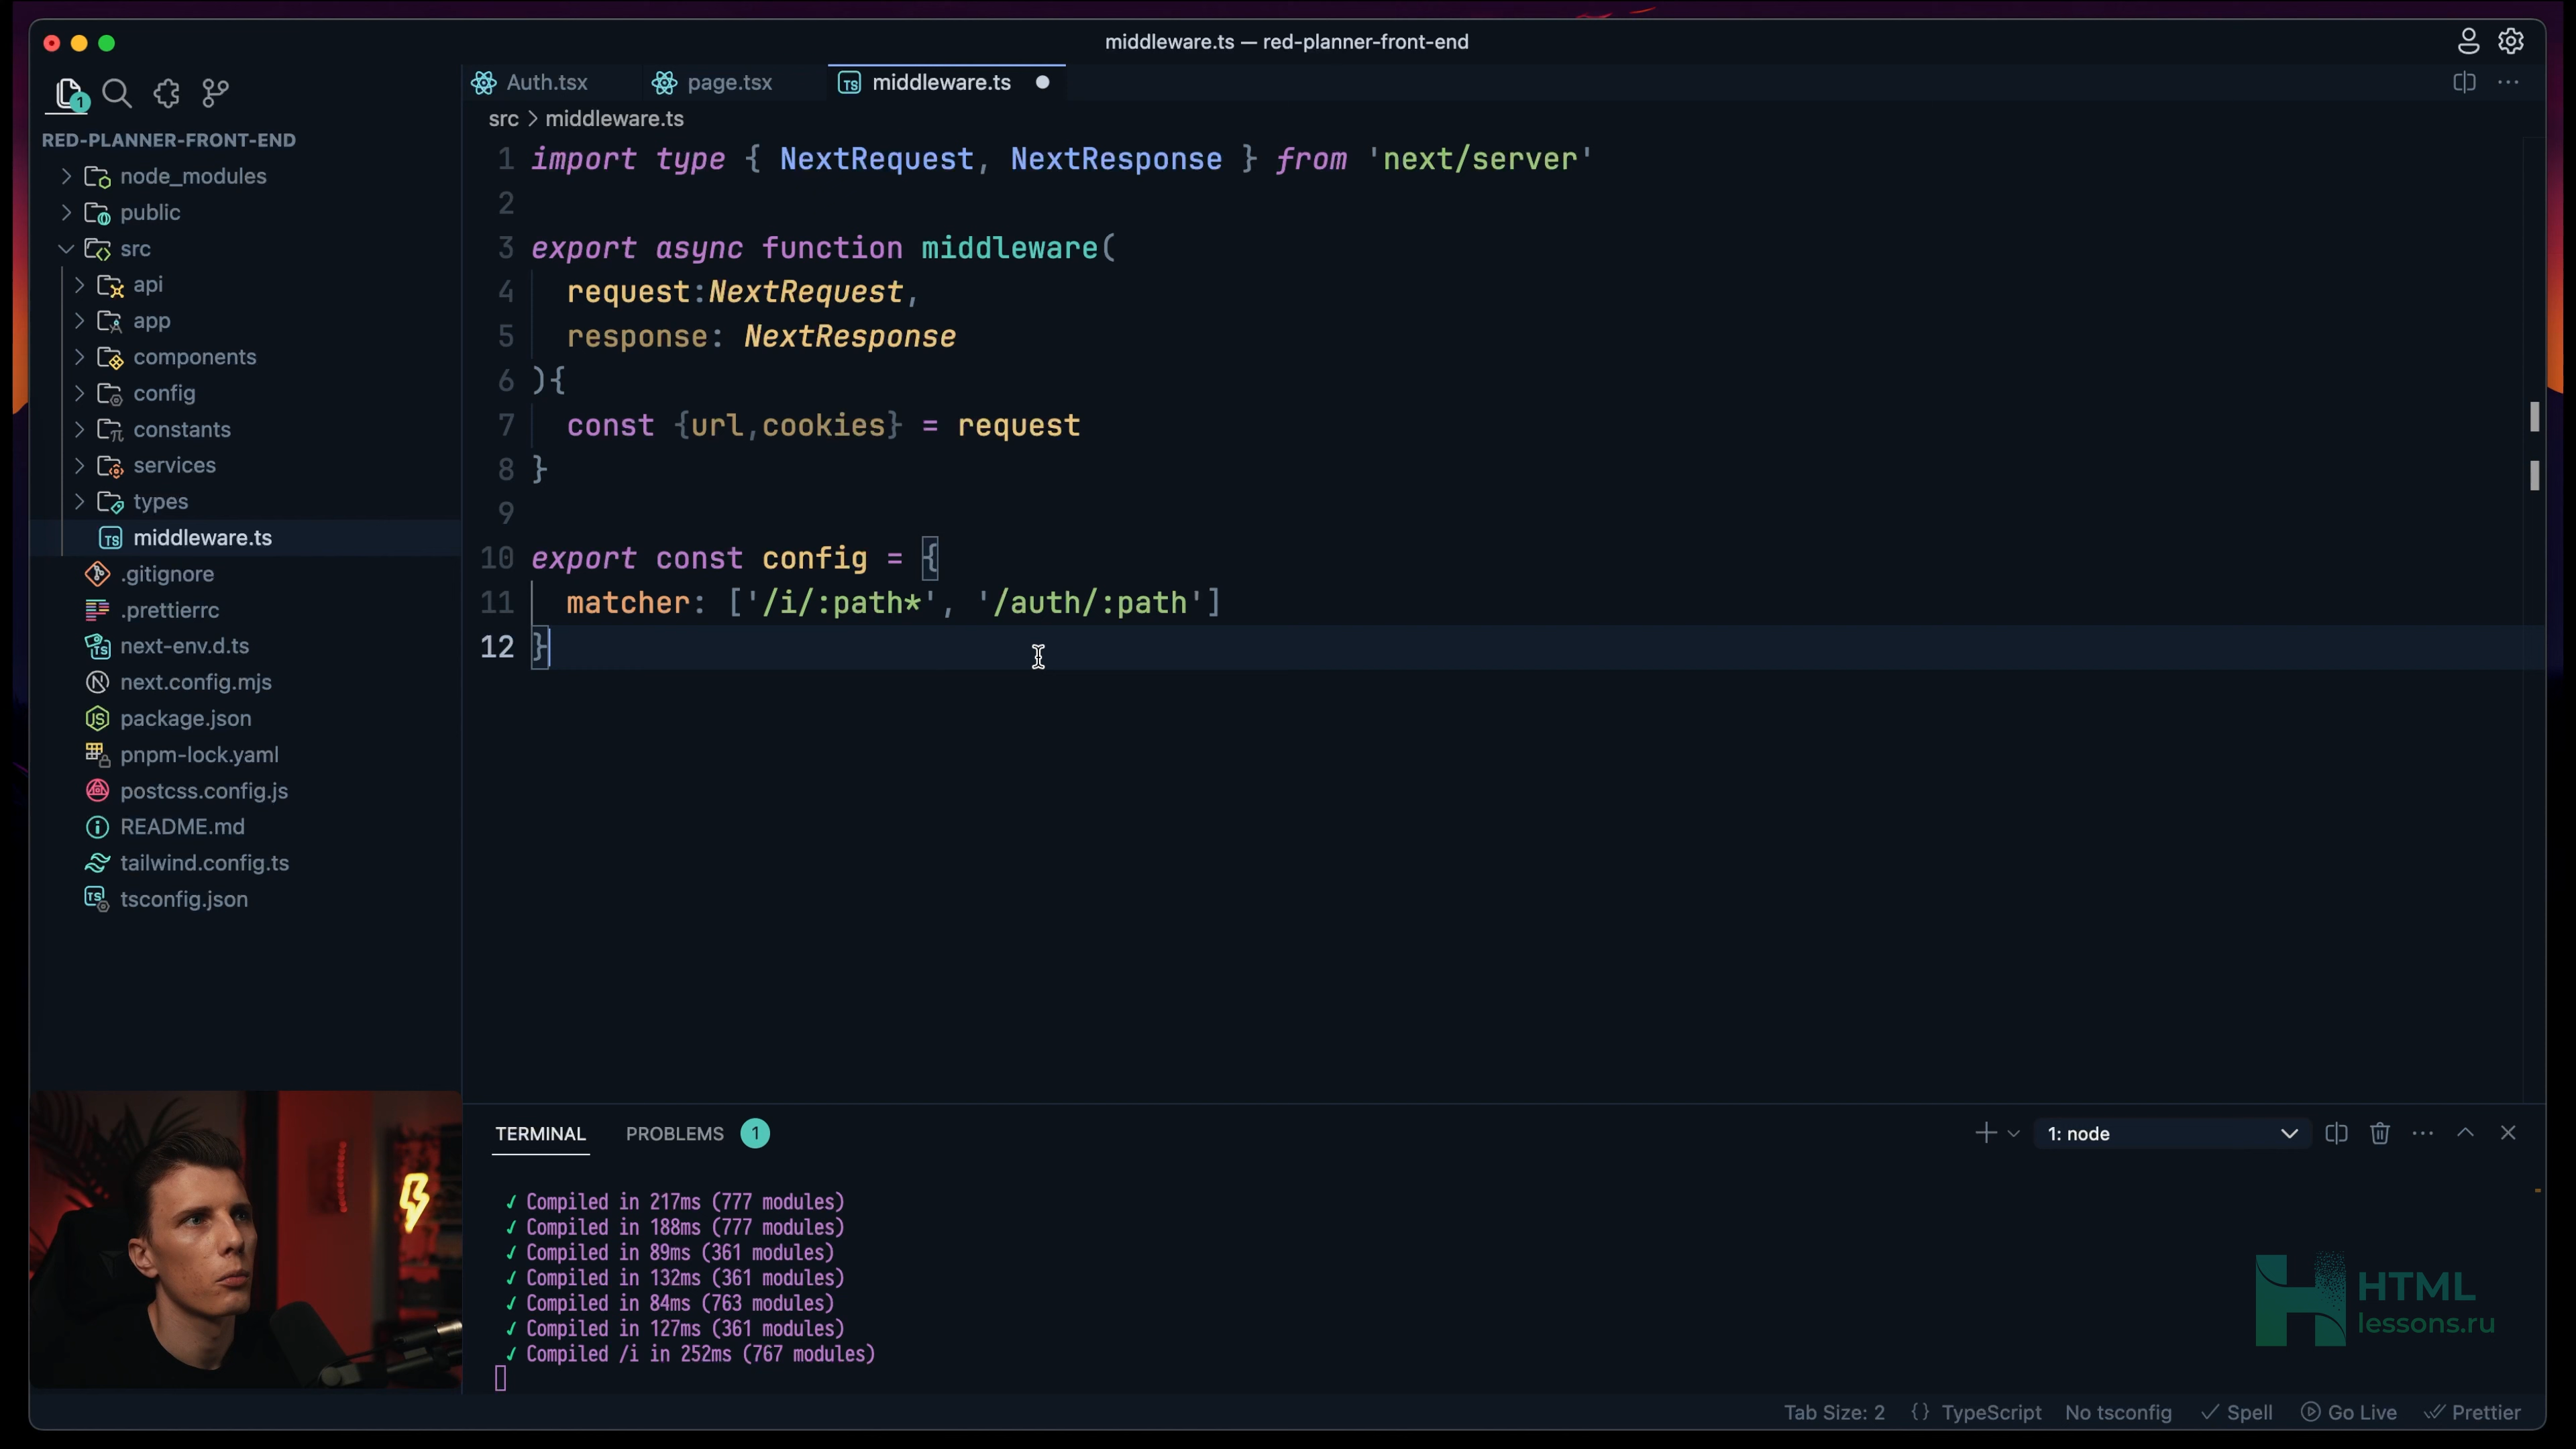 middleware.ts — red-planner-front-end
1
Auth.tsx
page.tsx
middleware.ts
RED-PLANNER-FRONT-END
node_modules
public
src
api
app
components
config
constants
services
types
middleware.ts
.gitignore
.prettierrc
next-env.d.ts
next.config.mjs
package.json
pnpm-lock.yaml
postcss.config.js
README.md
tailwind.config.ts
tsconfig.json
src > middleware.ts
1 import type { NextRequest, NextResponse } from 'next/server'
2
3 export async function middleware(
4 request:NextRequest,
5 response: NextResponse
6 ){
7 const {url,cookies} = request
8 }
9
10 export const config = {
11 matcher: ['/i/:path*', '/auth/:path']
12 }
TERMINAL PROBLEMS 1
1: node
✓ Compiled in 217ms (777 modules)
✓ Compiled in 188ms (777 modules)
✓ Compiled in 89ms (361 modules)
✓ Compiled in 132ms (361 modules)
✓ Compiled in 84ms (763 modules)
✓ Compiled in 127ms (361 modules)
✓ Compiled /i in 252ms (767 modules)
HTML
lessons.ru
Tab Size: 2 {} TypeScript No tsconfig ✓ Spell Go Live Prettier